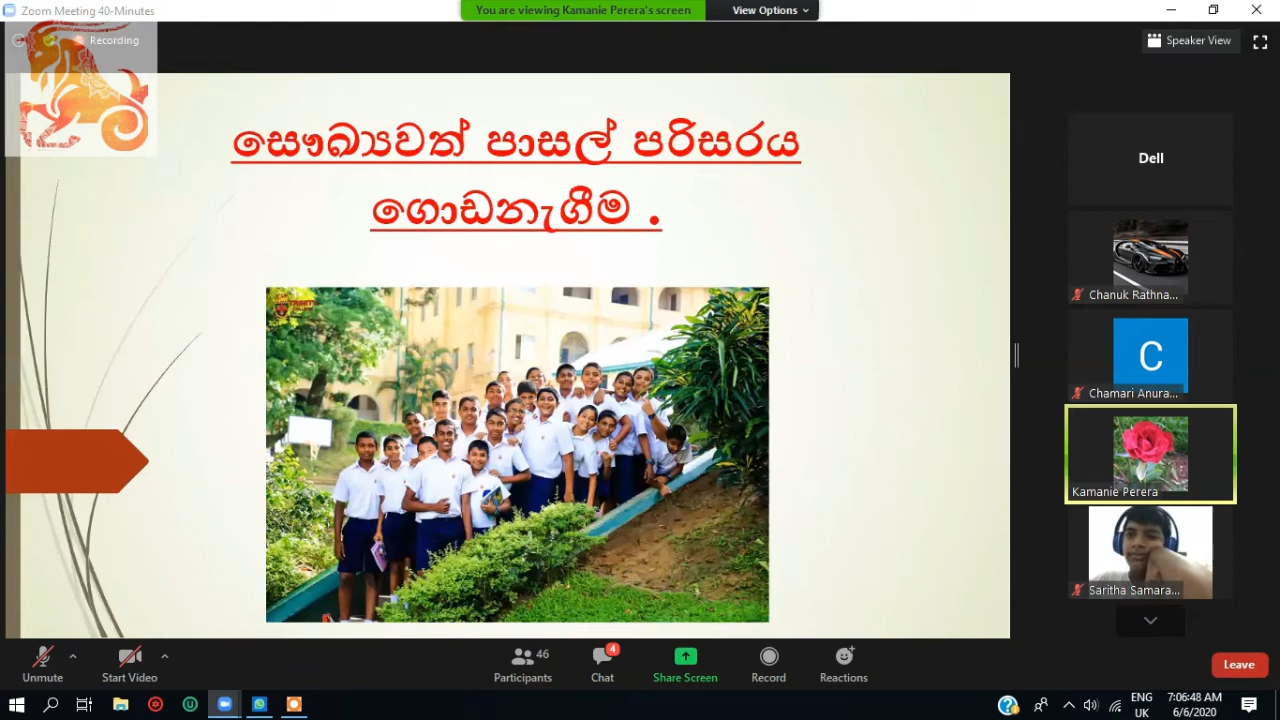 Zoom Meeting 40-Minutes
You are viewing Kamanie Perera's screen
View Options
Recording
Speaker View
සෞඛ්‍යවත් පාසල් පරිසරය
ගොඩනැගීම .
Dell
Chanuk Rathna...
C
Chamari Anura...
Kamanie Perera
Saritha Samara...
Unmute
Start Video
46
Participants
4
Chat
Share Screen
Record
Reactions
Leave
ENG
UK
7:06:48 AM
6/6/2020